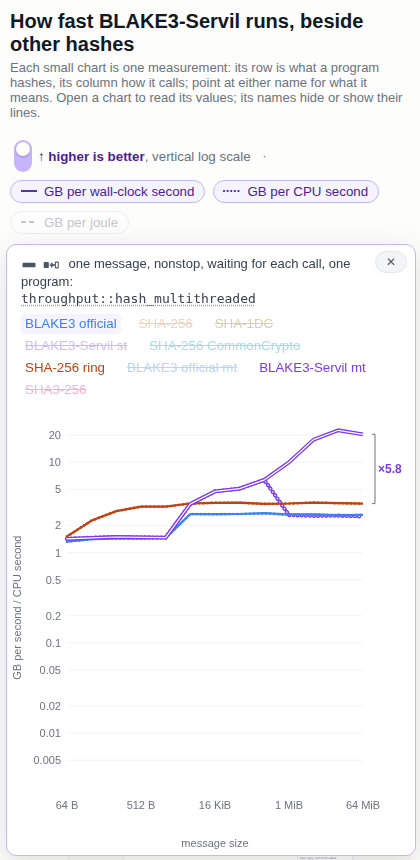 How fast BLAKE3-Servil runs, beside
other hashes
Each small chart is one measurement: its row is what a program
hashes, its column how it calls; point at either name for what it
means. Open a chart to read its values; its names hide or show their
lines.
↑ higher is better, vertical log scale ·
GB per wall-clock second GB per CPU second
GB per joule
one message, nonstop, waiting for each call, one ✕
program:
throughput::hash_multithreaded
BLAKE3 official SHA-256 SHA-1DC
BLAKE3-Servil st SHA-256 CommonCrypto
SHA-256 ring BLAKE3 official mt BLAKE3-Servil mt
SHA3-256
20
10
5
2
1
0.5
0.2
0.1
0.05
0.02
0.01
0.005
×5.8
GB per second / CPU second
64 B 512 B 16 KiB 1 MiB 64 MiB
message size